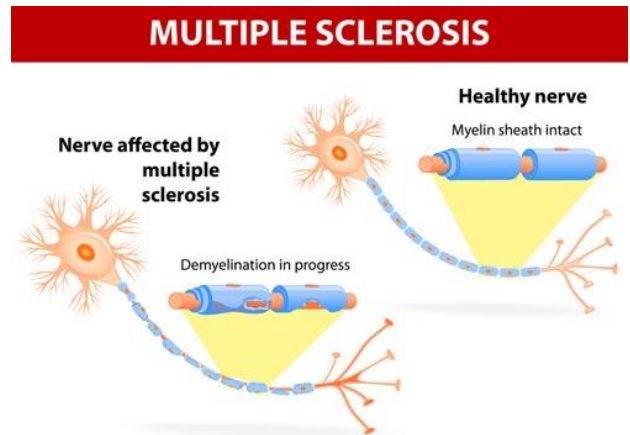 MULTIPLE SCLEROSIS
Healthy nerve
Myelin sheath intact
Nerve affected by
multiple
sclerosis
Demyelination in progress